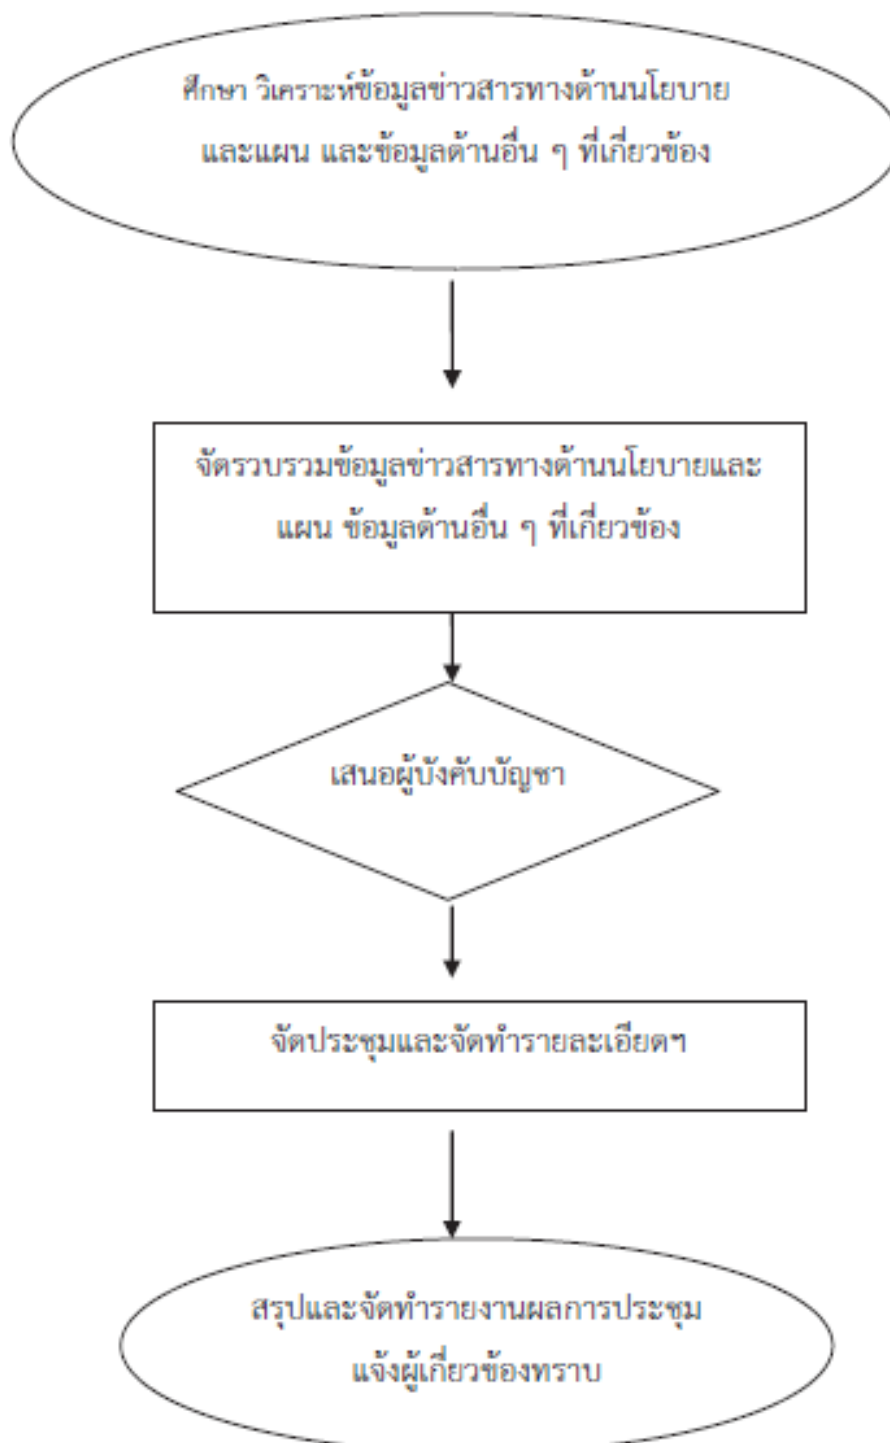 ศึกษา วิเคราะห์ข้อมูลข่าวสารทางด้านนโยบาย
และแผน และข้อมูลด้านอื่น ๆ ที่เกี่ยวข้อง
จัดรวบรวมข้อมูลข่าวสารทางด้านนโยบายและ
แผน ข้อมูลด้านอื่น ๆ ที่เกี่ยวข้อง
เสนอผู้บังคับบัญชา
จัดประชุมและจัดทำรายละเอียดฯ
สรุปและจัดทำรายงานผลการประชุม
แจ้งผู้เกี่ยวข้องทราบ